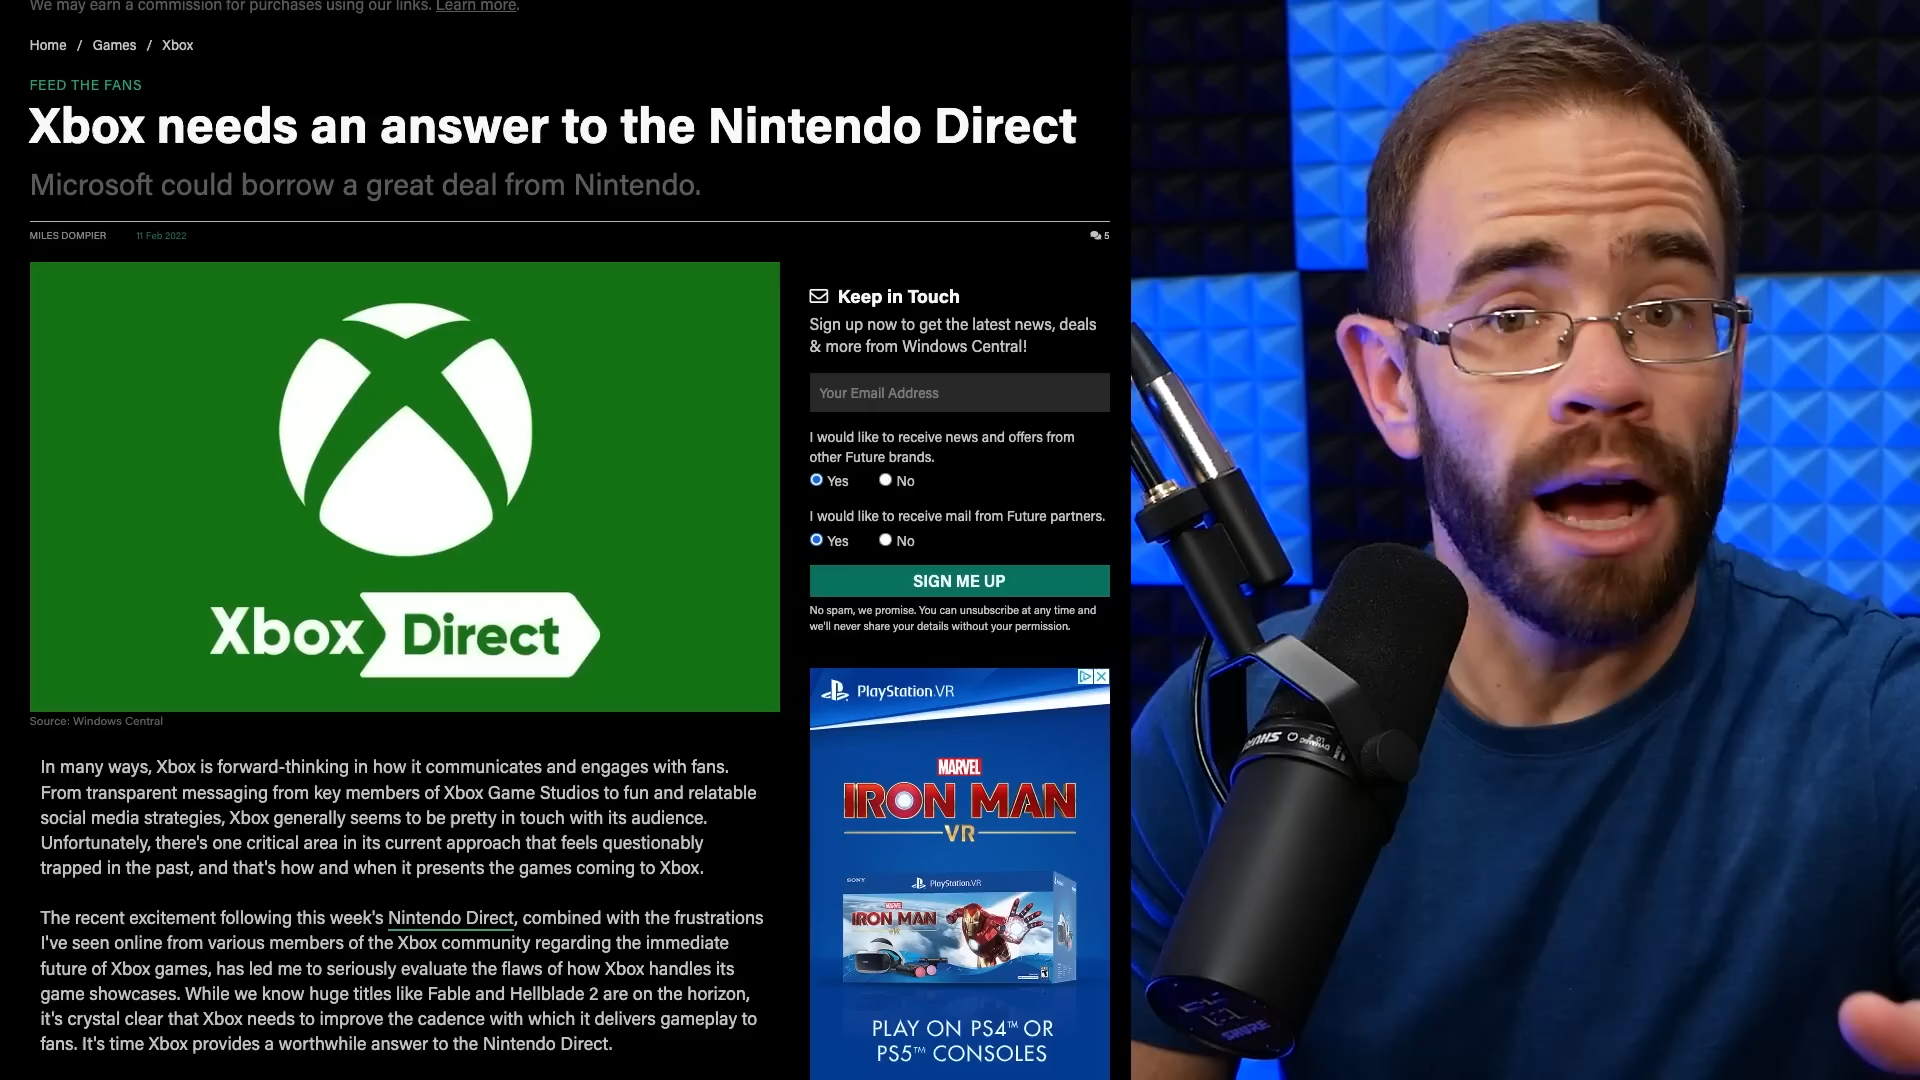 We may earn a commission for purchases using our links. Learn more.
Home / Games / Xbox
FEED THE FANS
Xbox needs an answer to the Nintendo Direct
Microsoft could borrow a great deal from Nintendo.
MILES DOMPIER 11 Feb 2022 5
Xbox Direct
Source: Windows Central
In many ways, Xbox is forward-thinking in how it communicates and engages with fans.
From transparent messaging from key members of Xbox Game Studios to fun and relatable
social media strategies, Xbox generally seems to be pretty in touch with its audience.
Unfortunately, there's one critical area in its current approach that feels questionably
trapped in the past, and that's how and when it presents the games coming to Xbox.
The recent excitement following this week's Nintendo Direct, combined with the frustrations
I've seen online from various members of the Xbox community regarding the immediate
future of Xbox games, has led me to seriously evaluate the flaws of how Xbox handles its
game showcases. While we know huge titles like Fable and Hellblade 2 are on the horizon,
it's crystal clear that Xbox needs to improve the cadence with which it delivers gameplay to
fans. It's time Xbox provides a worthwhile answer to the Nintendo Direct.
Keep in Touch
Sign up now to get the latest news, deals
& more from Windows Central!
Your Email Address
I would like to receive news and offers from
other Future brands.
Yes No
I would like to receive mail from Future partners.
Yes No
SIGN ME UP
No spam, we promise. You can unsubscribe at any time and
we'll never share your details without your permission.
PlayStation.VR
MARVEL
IRON MAN
VR
SONY
PlayStation.VR
MARVEL
IRON MAN
VR
PLAY ON PS4™ OR
PS5™ CONSOLES
SHURE
SHURE